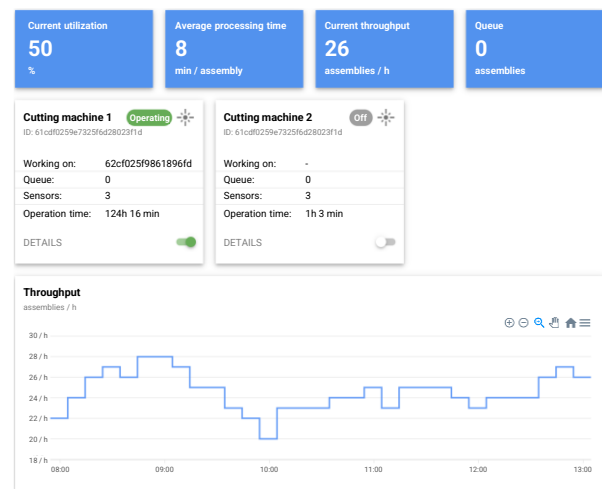 Current utilization
50
%
Average processing time
8
min / assembly
Current throughput
26
assemblies / h
Queue
0
assemblies
Cutting machine 1 Operating
ID: 61cdf0259e7325f6d28023f1d
Working on: 62cf025f9861896fd
Queue: 0
Sensors: 3
Operation time: 124h 16 min
DETAILS
Cutting machine 2 Off
ID: 61cdf0259e7325f6d28023f1d
Working on: -
Queue: 0
Sensors: 3
Operation time: 1h 3 min
DETAILS
Throughput
assemblies / h
30 / h
28 / h
26 / h
24 / h
22 / h
20 / h
18 / h
08:00 09:00 10:00 11:00 12:00 13:00